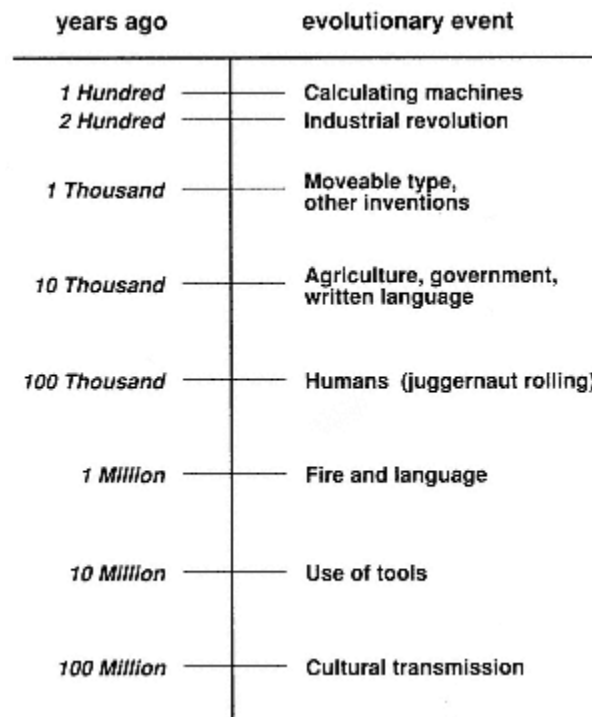 years ago evolutionary event
1 Hundred Calculating machines
2 Hundred Industrial revolution
1 Thousand Moveable type,
other inventions
10 Thousand Agriculture, government,
written language
100 Thousand Humans (juggernaut rolling)
1 Million Fire and language
10 Million Use of tools
100 Million Cultural transmission